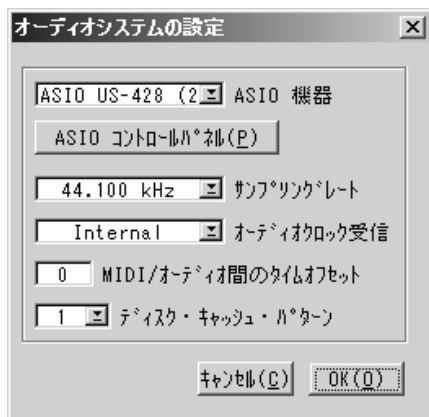 オーディオシステムの設定
ASIO US-428 (2 ASIO 機器
ASIO ｺﾝﾄﾛｰﾙﾊﾟﾈﾙ(P)
44.100 kHz ｻﾝﾌﾟﾘﾝｸﾞﾚｰﾄ
Internal ｵｰﾃﾞｨｵｸﾛｯｸ受信
0 MIDI/ｵｰﾃﾞｨｵ間のﾀｲﾑｵﾌｾｯﾄ
1 ﾃﾞｨｽｸ・ｷｬｯｼｭ・ﾊﾟﾀｰﾝ
ｷｬﾝｾﾙ(C) OK(O)